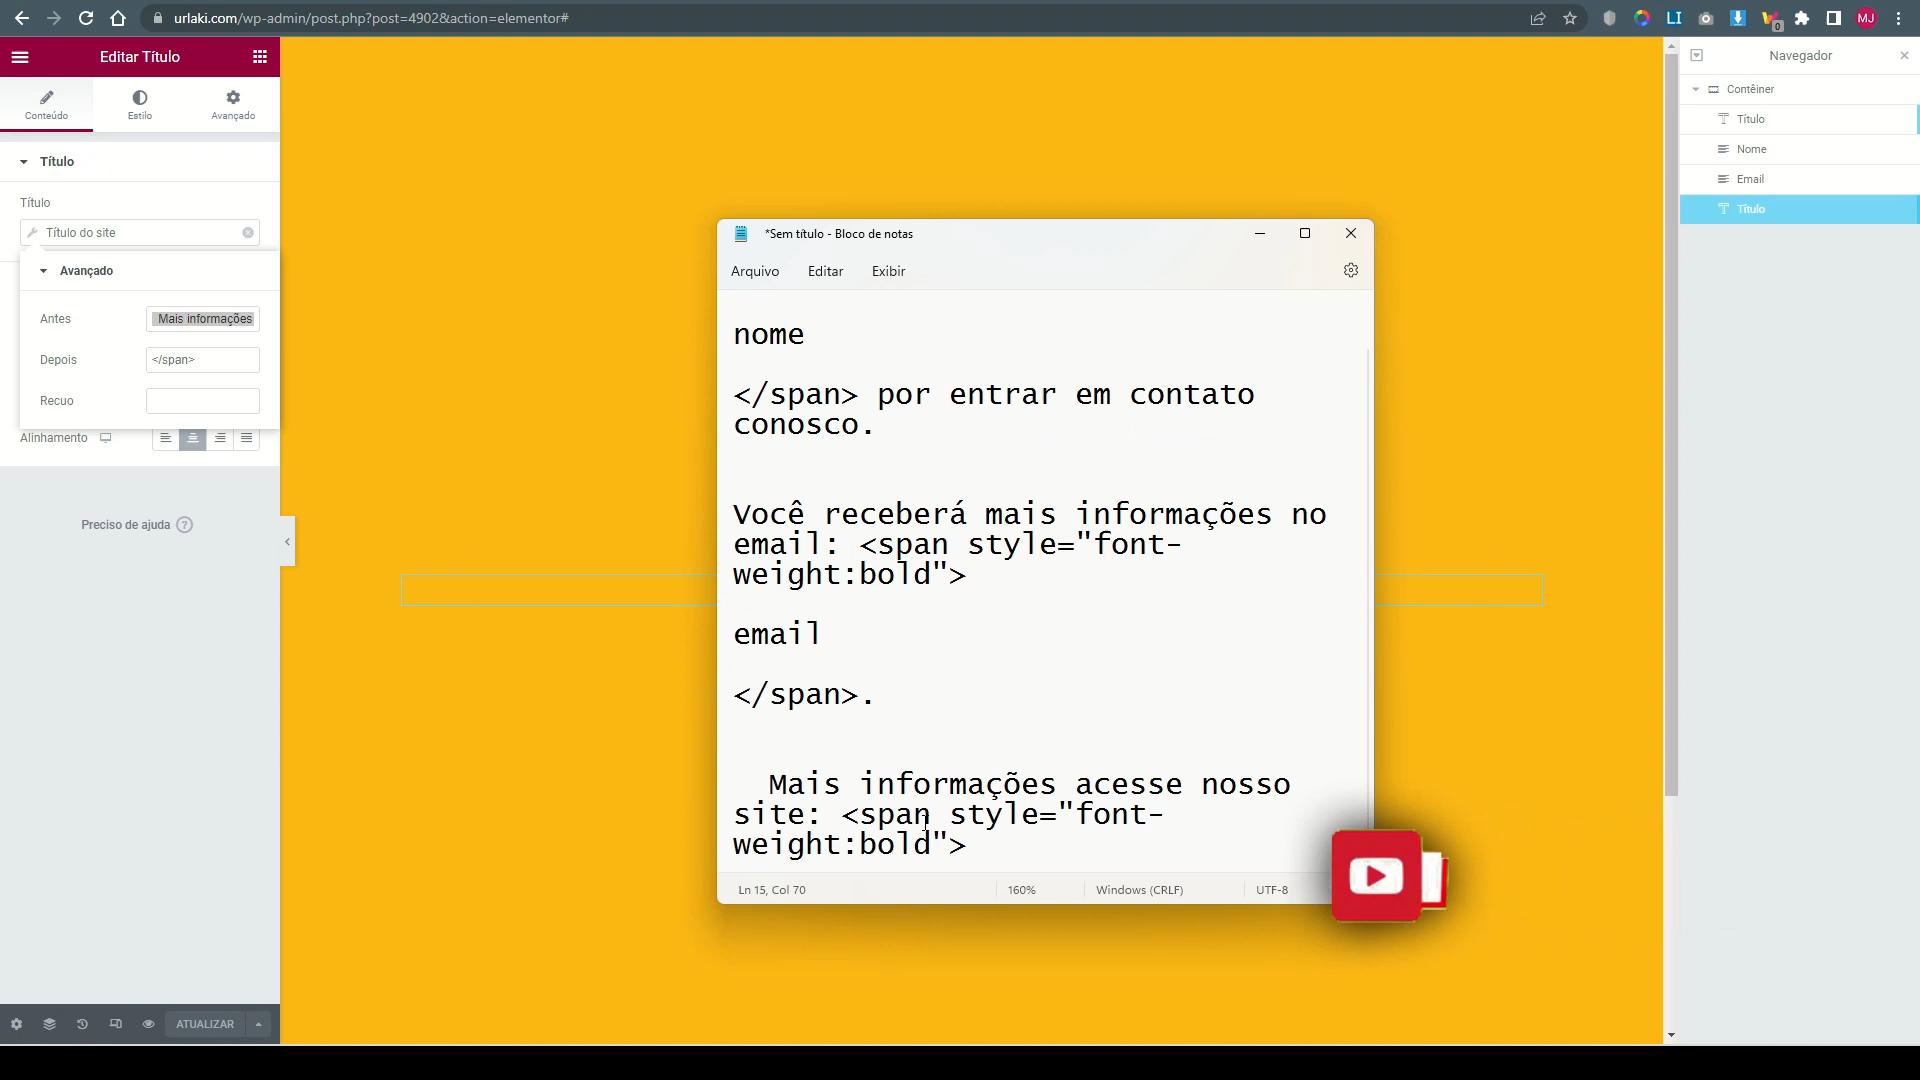 urlaki.com/wp-admin/post.php?post=4902&action=elementor#
LI
0
MJ
Editar Título
Conteúdo
Estilo
Avançado
Título
Título
Título do site
Avançado
Antes
Mais informações
Depois
</span>
Recuo
Alinhamento
Preciso de ajuda ?
ATUALIZAR
*Sem título - Bloco de notas
Arquivo
Editar
Exibir
nome
</span> por entrar em contato
conosco.
Você receberá mais informações no
email: <span style="font-
weight:bold">
email
</span>.
Mais informações acesse nosso
site: <span style="font-
weight:bold">
Ln 15, Col 70
160%
Windows (CRLF)
UTF-8
Navegador
Contêiner
Título
Nome
Email
Título